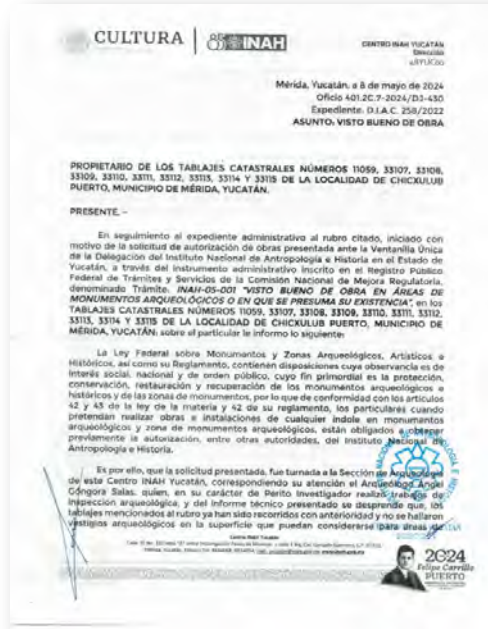 CULTURA
85 INAH
CENTRO INAH YUCATÁN
Dirección
Mérida, Yucatán, a 8 de mayo de 2024
Oficio 401.2C.7-2024/DJ-430
Expediente. D.I.A.C. 258/2022
ASUNTO: VISTO BUENO DE OBRA
PROPIETARIO DE LOS TABLAJES CATASTRALES NÚMEROS 11059, 33107, 33108,
33109, 33110, 33111, 33112, 33113, 33114 Y 33115 DE LA LOCALIDAD DE CHICXULUB
PUERTO, MUNICIPIO DE MÉRIDA, YUCATÁN.
PRESENTE. -
En seguimiento al expediente administrativo al rubro citado, iniciado con
motivo de la solicitud de autorización de obras presentada ante la Ventanilla Única
de la Delegación del Instituto Nacional de Antropología e Historia en el Estado de
Yucatán, a través del instrumento administrativo inscrito en el Registro Público
Federal de Trámites y Servicios de la Comisión Nacional de Mejora Regulatoria,
denominado Trámite. INAH-05-001 "VISTO BUENO DE OBRA EN ÁREAS DE
MONUMENTOS ARQUEOLÓGICOS O EN QUE SE PRESUMA SU EXISTENCIA", en los
TABLAJES CATASTRALES NÚMEROS 11059, 33107, 33108, 33109, 33110, 33111, 33112,
33113, 33114 Y 33115 DE LA LOCALIDAD DE CHICXULUB PUERTO, MUNICIPIO DE
MÉRIDA, YUCATÁN; sobre el particular le informo lo siguiente:
La Ley Federal sobre Monumentos y Zonas Arqueológicos, Artísticos e
Históricos, así como su Reglamento, contienen disposiciones cuya observancia es de
interés social, nacional y de orden público, cuyo fin primordial es la protección,
conservación, restauración y recuperación de los monumentos arqueológicos e
históricos y de las zonas de monumentos, por lo que de conformidad con los artículos
42 y 43 de la ley de la materia y 42 de su reglamento, los particulares cuando
pretendan realizar obras e instalaciones de cualquier índole en monumentos
arqueológicos y zona de monumentos arqueológicos, están obligados a obtener
previamente la autorización, entre otras autoridades, del Instituto Nacional de
Antropología e Historia.
Es por ello, que la solicitud presentada, fue turnada a la Sección de Arqueología
de este Centro INAH Yucatán, correspondiendo su atención el Arqueólogo Ángel
Góngora Salas, quien, en su carácter de Perito Investigador realizó trabajos de
inspección arqueológica, y del informe técnico presentado se desprende que, los
tablajes mencionados al rubro ya han sido recorridos con anterioridad y no se hallaron
vestigios arqueológicos en la superficie que puedan considerarse para áreas de
Centro INAH Yucatán
2024
Felipe Carrillo
PUERTO